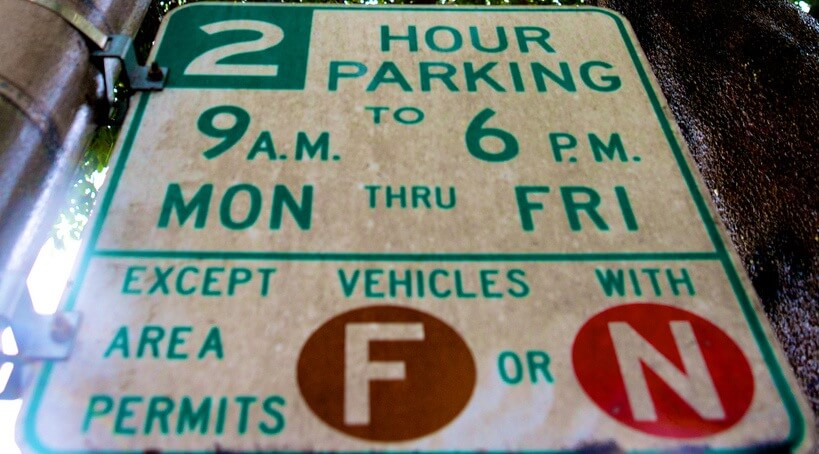 2 HOUR
PARKING
9 A.M. TO 6 P.M.
MON THRU FRI
EXCEPT VEHICLES WITH
AREA F OR N
PERMITS